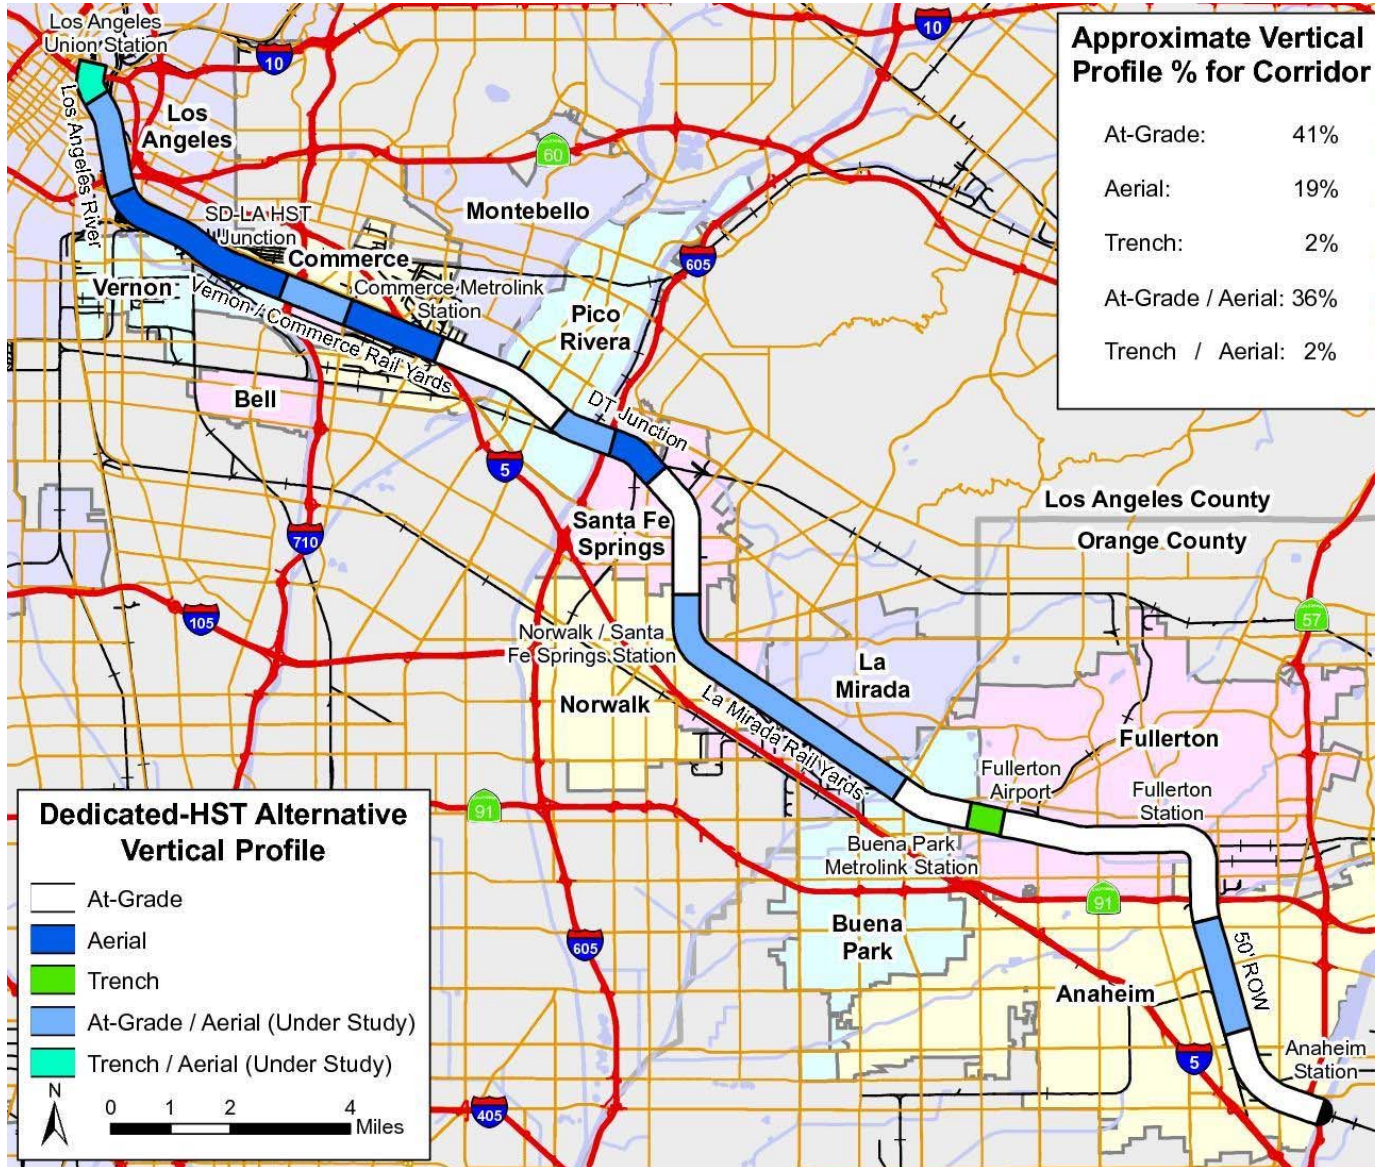 Los Angeles
Union Station
10
10
Approximate Vertical
Profile % for Corridor
At-Grade: 41%
Aerial: 19%
Trench: 2%
At-Grade / Aerial: 36%
Trench / Aerial: 2%
Los
Angeles
Los Angeles River
60
Montebello
SD-LA HST
Junction
Commerce
605
Vernon
Commerce Metrolink
Station
Vernon / Commerce Rail Yards
Pico
Rivera
Bell
DT Junction
5
710
Santa Fe
Springs
Los Angeles County
Orange County
105
57
Norwalk / Santa
Fe Springs Station
La
Mirada
Norwalk
La Mirada Rail Yards
Fullerton
Fullerton
Airport
Fullerton
Station
91
Buena Park
Metrolink Station
91
Buena
Park
605
50' ROW
Anaheim
5
Anaheim
Station
405
Dedicated-HST Alternative
Vertical Profile
At-Grade
Aerial
Trench
At-Grade / Aerial (Under Study)
Trench / Aerial (Under Study)
N
0 1 2 4
Miles